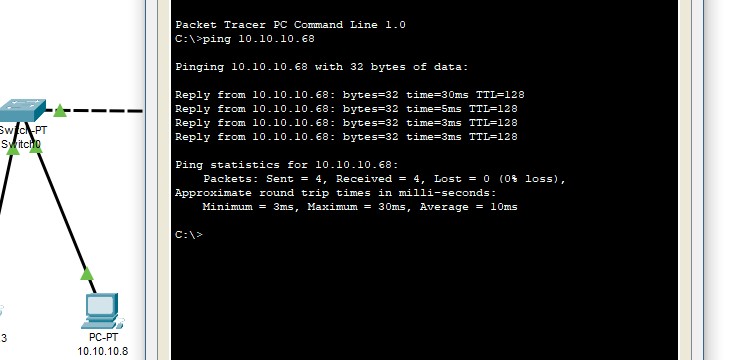 Packet Tracer PC Command Line 1.0
C:\>ping 10.10.10.68
Pinging 10.10.10.68 with 32 bytes of data:
Reply from 10.10.10.68: bytes=32 time=30ms TTL=128
Reply from 10.10.10.68: bytes=32 time=5ms TTL=128
Reply from 10.10.10.68: bytes=32 time=3ms TTL=128
Reply from 10.10.10.68: bytes=32 time=3ms TTL=128
Ping statistics for 10.10.10.68:
Packets: Sent = 4, Received = 4, Lost = 0 (0% loss),
Approximate round trip times in milli-seconds:
Minimum = 3ms, Maximum = 30ms, Average = 10ms
C:\>
Switch-PT
Switch0
3
PC-PT
10.10.10.8